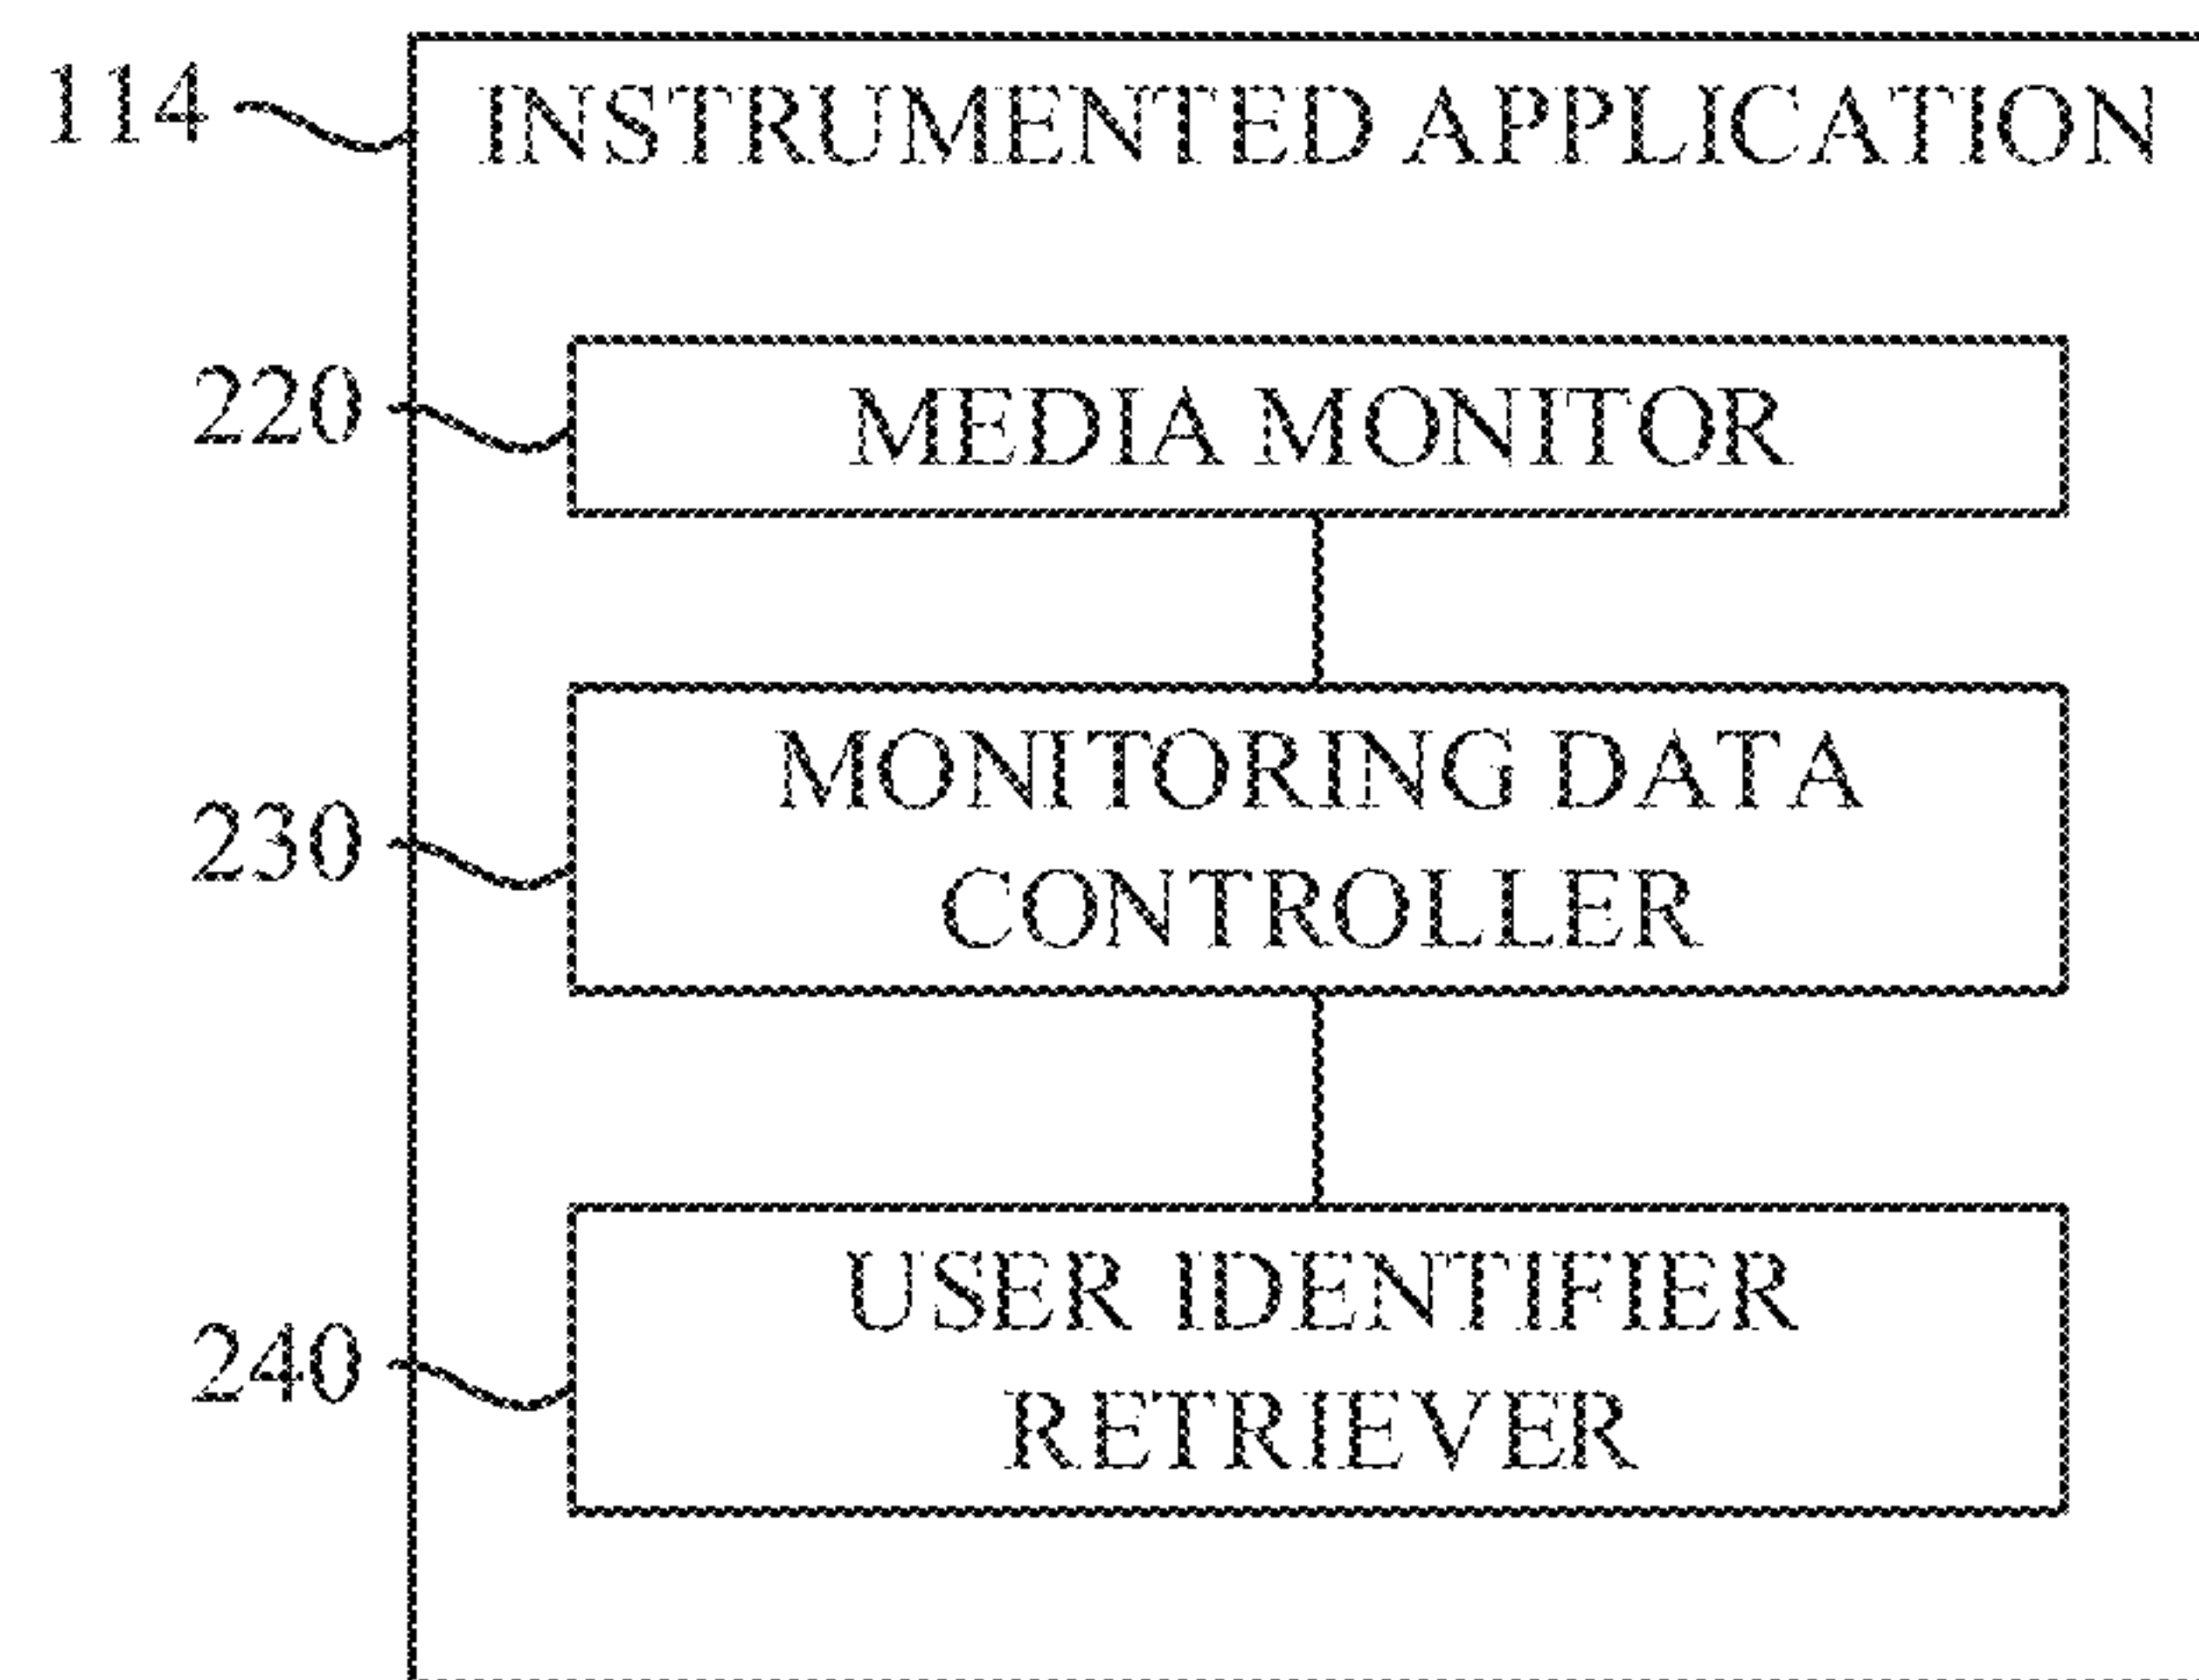 114 INSTRUMENTED APPLICATION
220 MEDIA MONITOR
230 MONITORING DATA
CONTROLLER
240 USER IDENTIFIER
RETRIEVER